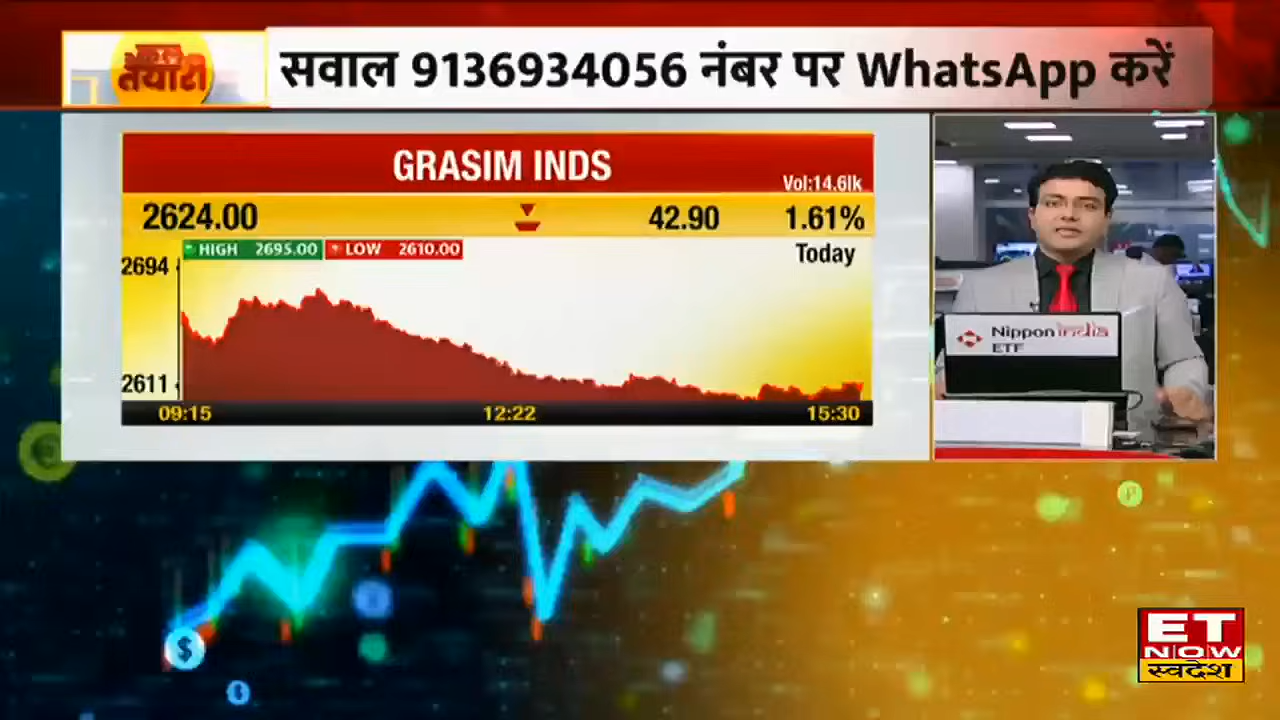 तैयारी
सवाल 9136934056 नंबर पर WhatsApp करें
GRASIM INDS
Vol:14.6lk
2624.00 42.90 1.61%
HIGH 2695.00 LOW 2610.00
Today
2694
2611
09:15 12:22 15:30
Nippon india
ETF
ET
NOW
स्वदेश